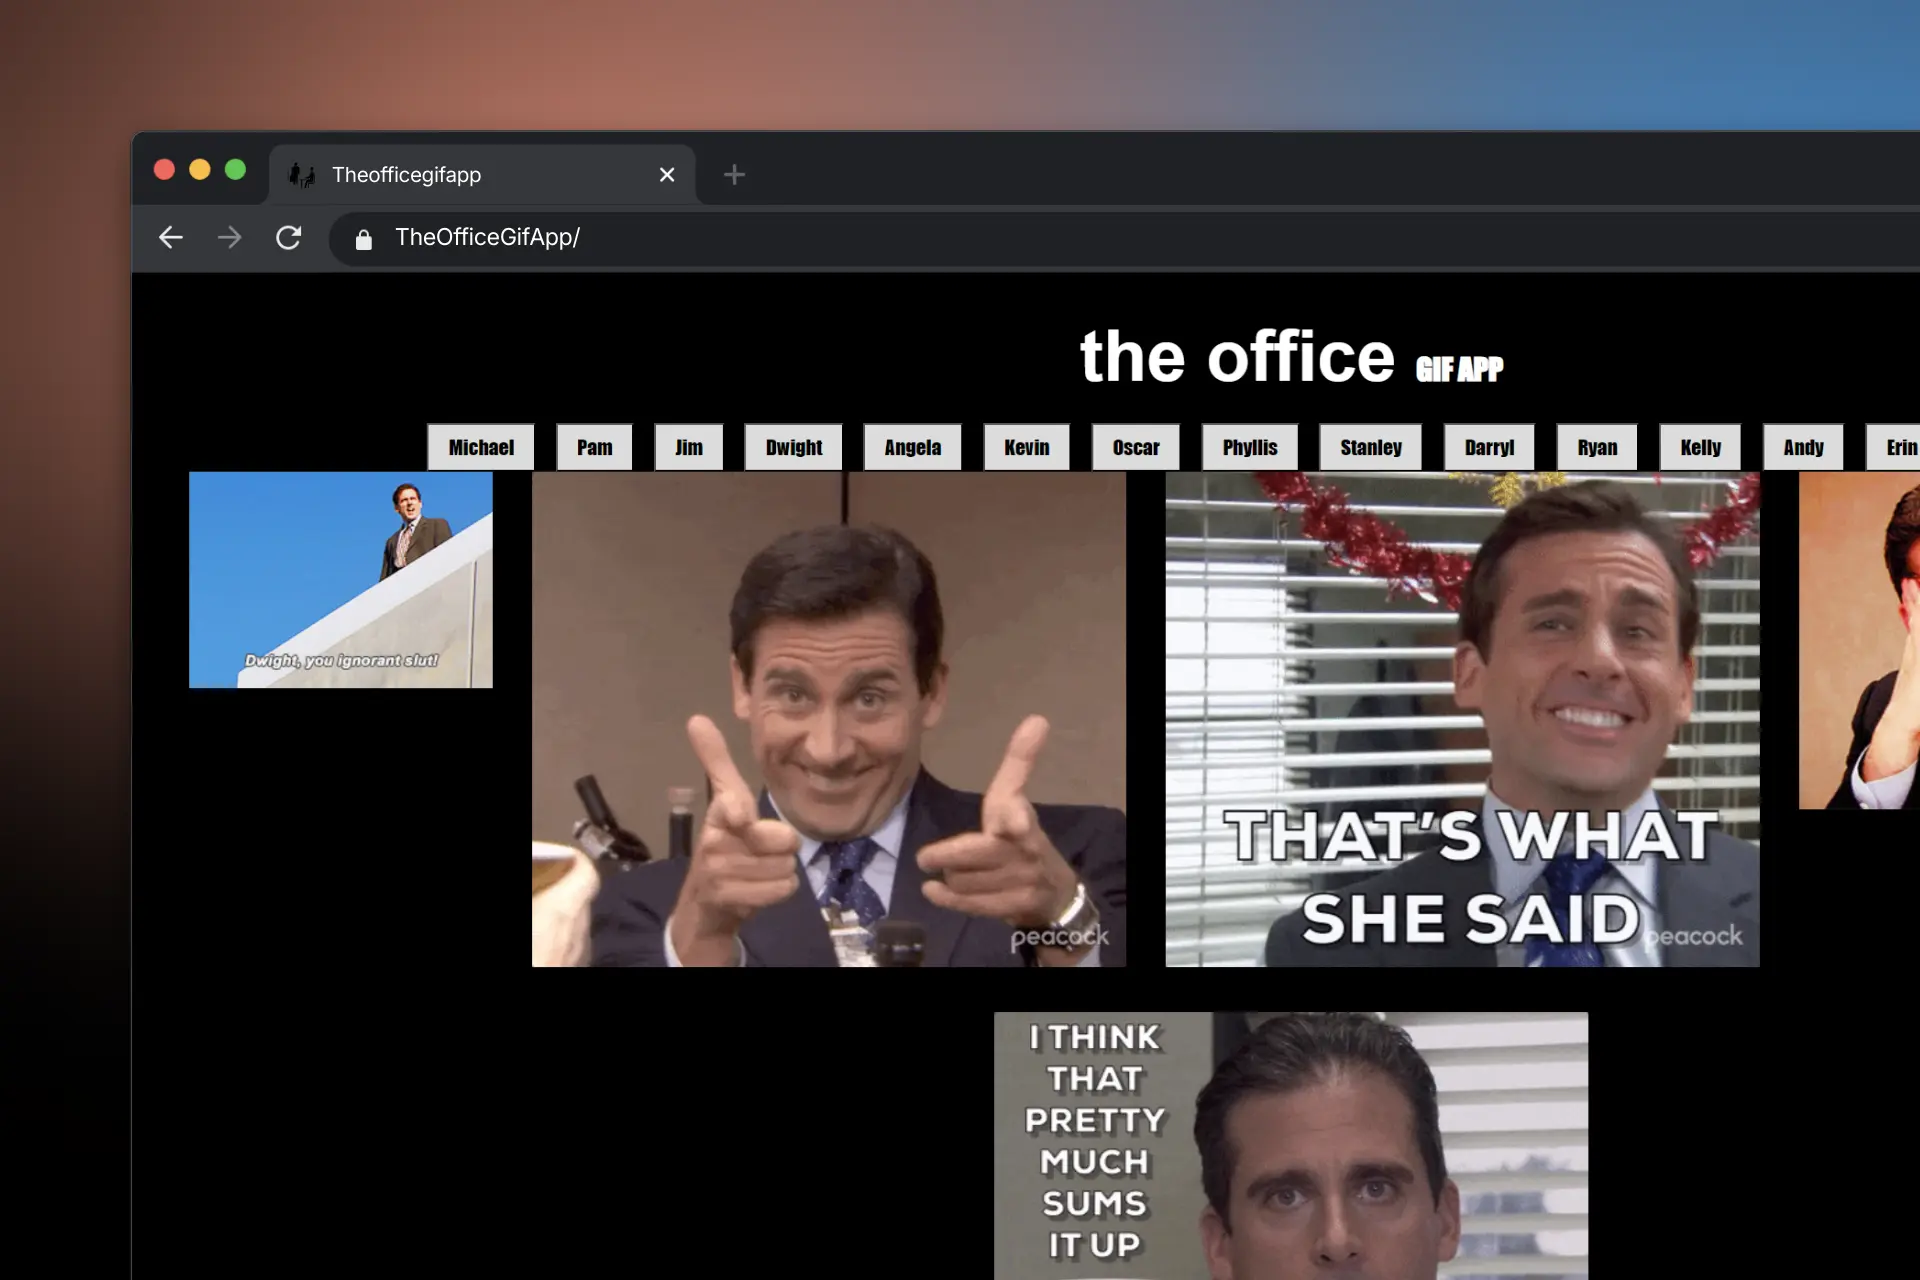 Theofficegifapp
TheOfficeGifApp/
the office GIF APP
Michael Pam Jim Dwight Angela Kevin Oscar Phyllis Stanley Darryl Ryan Kelly Andy Erin
Dwight, you ignorant slut!
peacock
THAT'S WHAT
SHE SAID
peacock
I THINK
THAT
PRETTY
MUCH
SUMS
IT UP